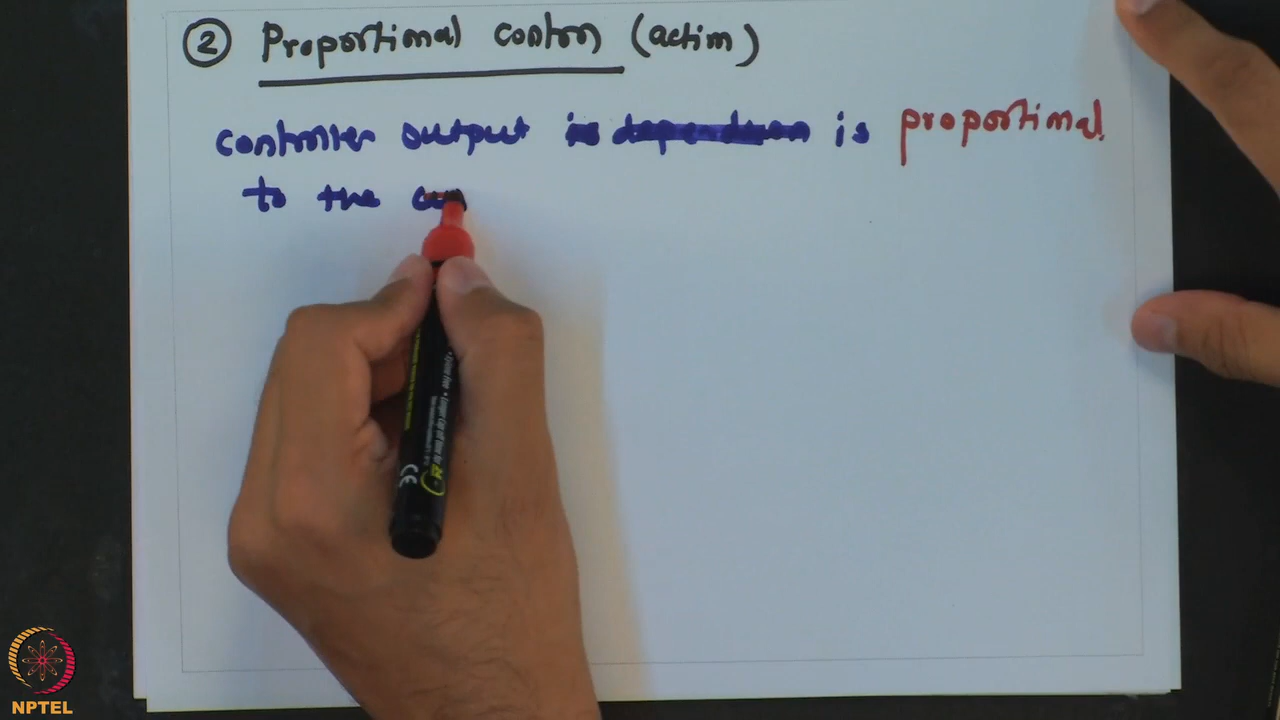 ② Proportional control (action)
controller output is proportional
to the
NPTEL